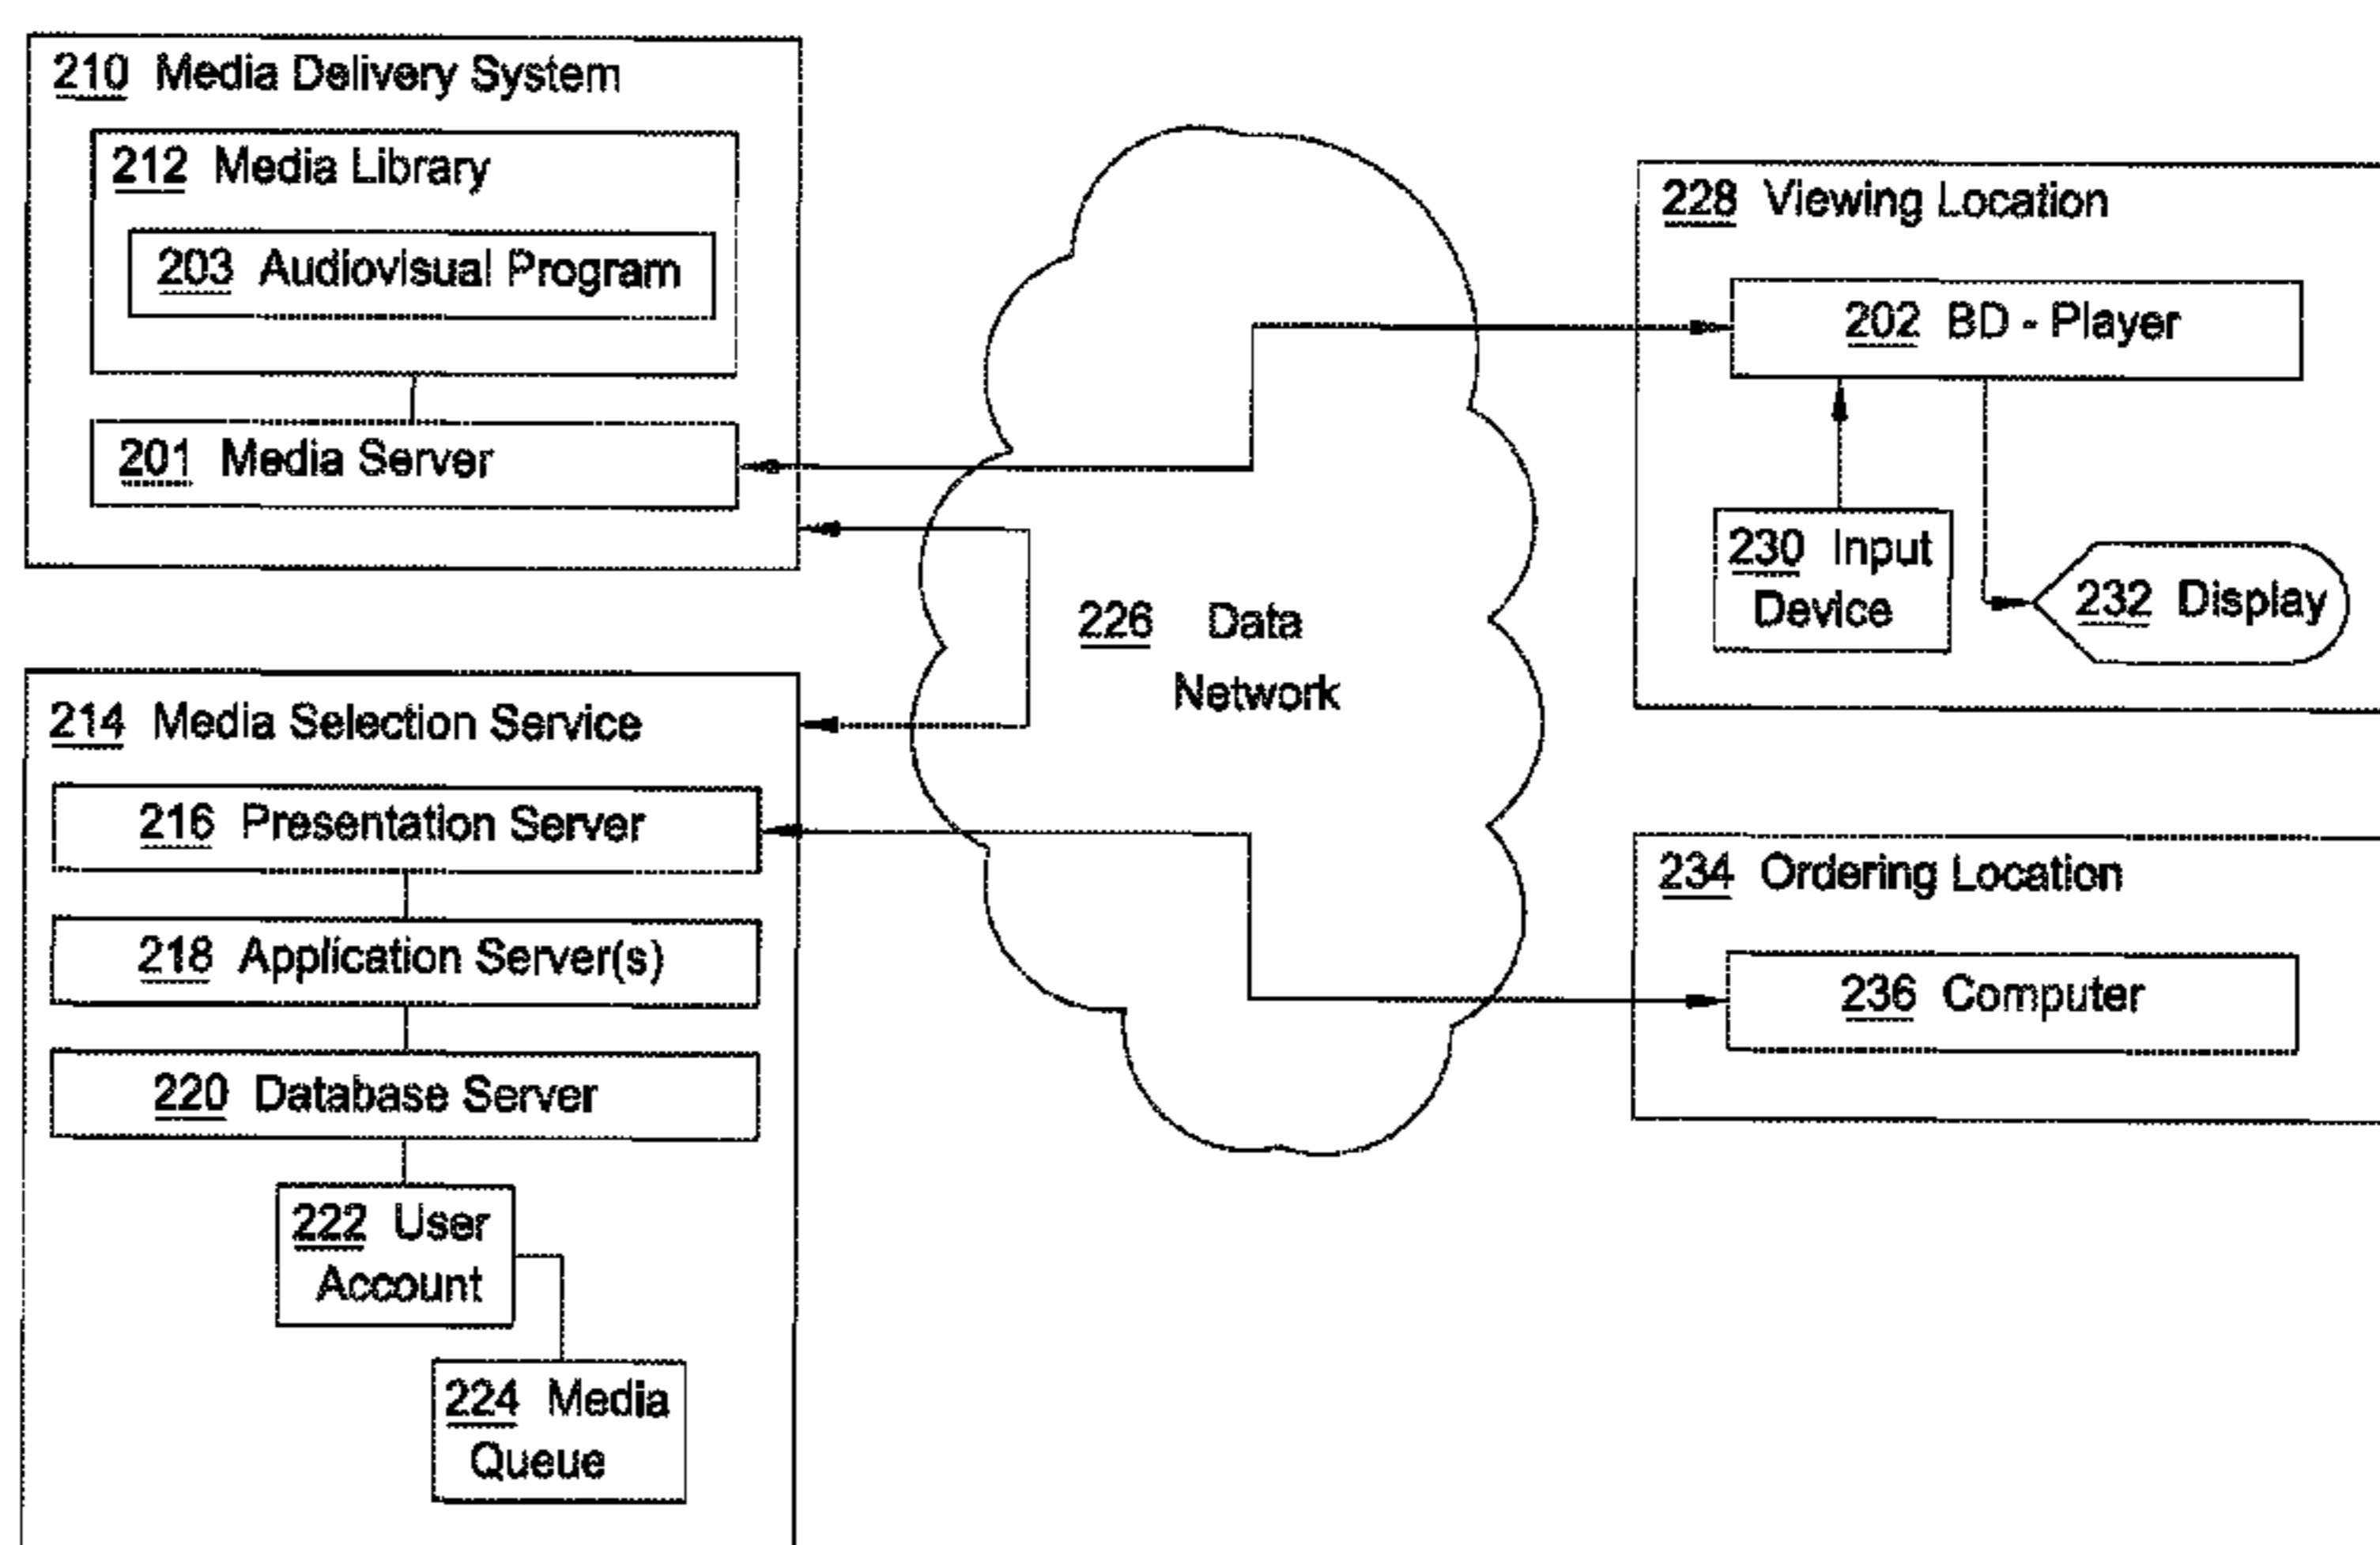 210 Media Delivery System
212 Media Library
203 Audiovisual Program
201 Media Server
214 Media Selection Service
216 Presentation Server
218 Application Server(s)
220 Database Server
222 User
Account
224 Media
Queue
226 Data
Network
228 Viewing Location
202 BD - Player
230 Input
Device
232 Display
234 Ordering Location
236 Computer